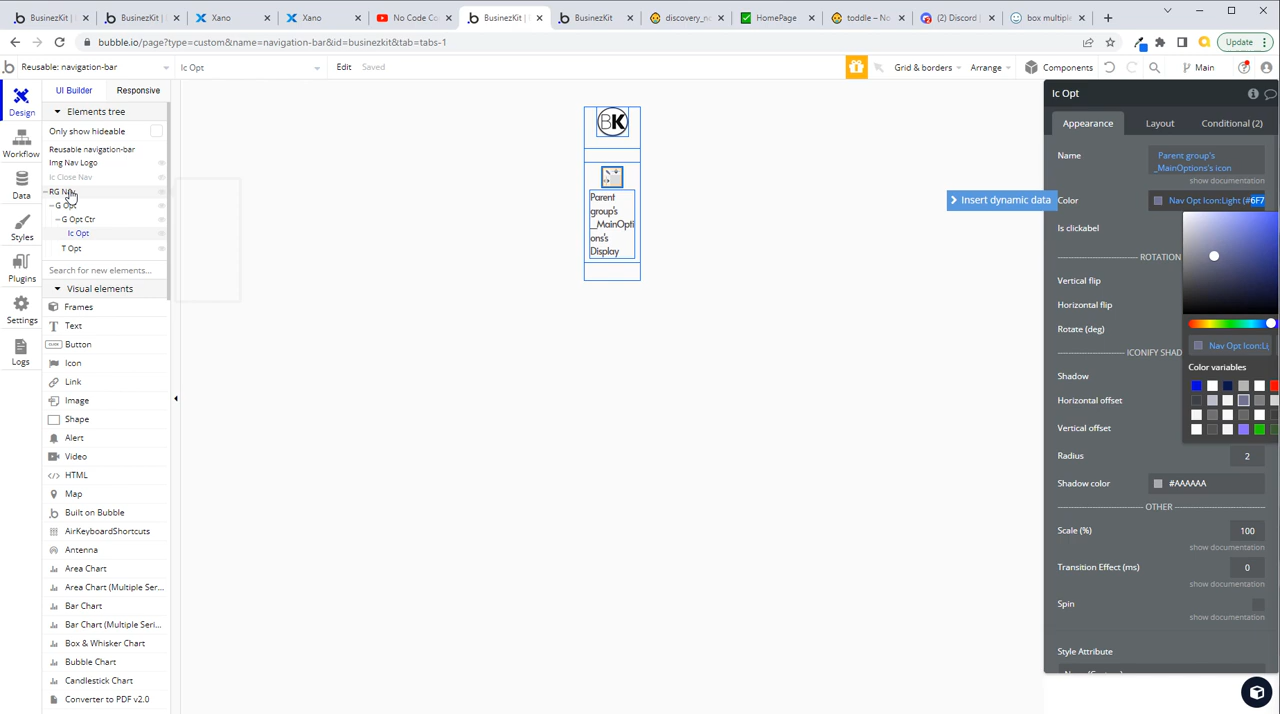 BusinezKit | B
BusinezKit | B
Xano
Xano
No Code Co
BusinezKit | B
BusinezKit
discovery_no
HomePage
toddle – No
(2) Discord |
box multiple
bubble.io/page?type=custom&name=navigation-bar&id=businezkit&tab=tabs-1
Update
Reusable: navigation-bar
Ic Opt
Edit
Saved
Grid & borders
Arrange
Components
Main
Design
Workflow
Data
Styles
Plugins
Settings
Logs
UI Builder
Responsive
Elements tree
Only show hideable
Reusable navigation-bar
Img Nav Logo
Ic Close Nav
RG Nav
G Opt
G Opt Ctr
Ic Opt
T Opt
Search for new elements...
Visual elements
Frames
Text
Button
Icon
Link
Image
Shape
Alert
Video
HTML
Map
Built on Bubble
AirKeyboardShortcuts
Antenna
Area Chart
Area Chart (Multiple Ser...
Bar Chart
Bar Chart (Multiple Seri...
Box & Whisker Chart
Bubble Chart
Candlestick Chart
Converter to PDF v2.0
BK
Parent
group's
_MainOpti
ons's
Display
Ic Opt
Appearance
Layout
Conditional (2)
Name
Parent group's
_MainOptions's icon
show documentation
Insert dynamic data
Color
Nav Opt Icon:Light (#6F7
Is clickabel
ROTATION
Vertical flip
Horizontal flip
Rotate (deg)
Nav Opt Icon:Li
ICONIFY SHAD
Color variables
Shadow
Horizontal offset
Vertical offset
Radius
2
Shadow color
#AAAAAA
OTHER
Scale (%)
100
show documentation
Transition Effect (ms)
0
show documentation
Spin
show documentation
Style Attribute